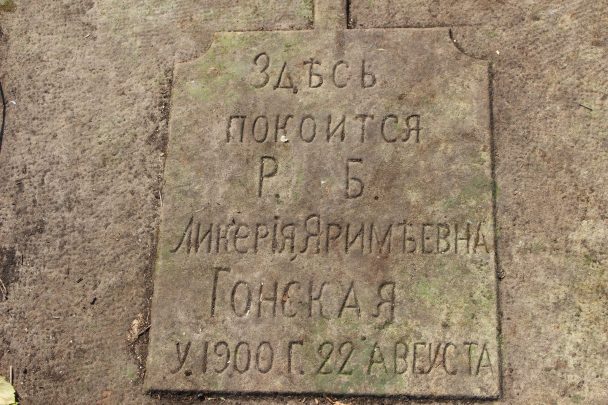 Здѣсь
покоится
Р. Б.
Ликерія Яримѣевна
Гонская
У. 1900 Г. 22 Августа